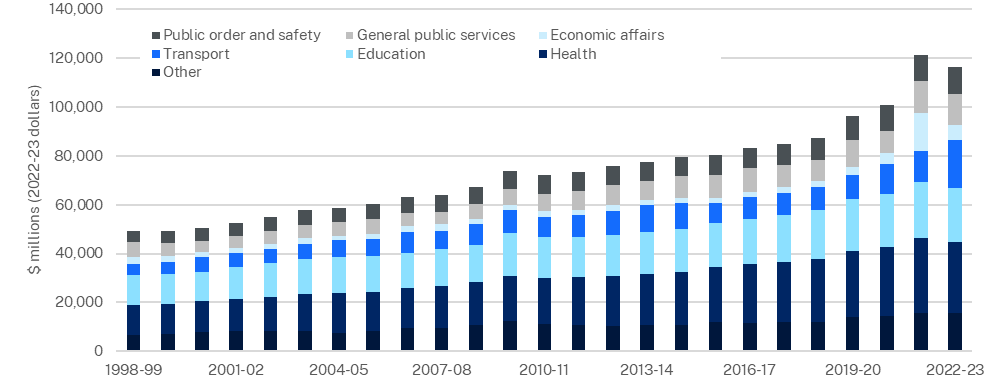 140,000
Public order and safety General public services Economic affairs
120,000
Transport Education Health
Other
100,000
80,000
60,000
40,000
20,000
0
$ millions (2022-23 dollars)
1998-99 2001-02 2004-05 2007-08 2010-11 2013-14 2016-17 2019-20 2022-23